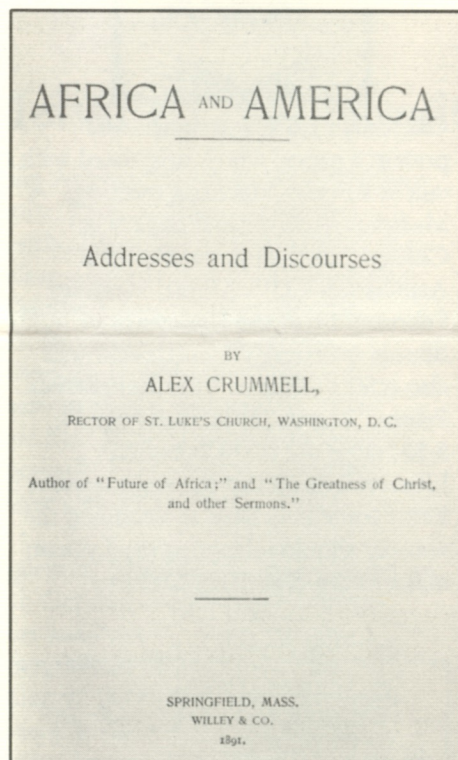 AFRICA AND AMERICA
Addresses and Discourses
BY
ALEX CRUMMELL,
RECTOR OF ST. LUKE'S CHURCH, WASHINGTON, D. C.
Author of "Future of Africa;" and "The Greatness of Christ,
and other Sermons."
SPRINGFIELD, MASS.
WILLEY & CO.
1891.